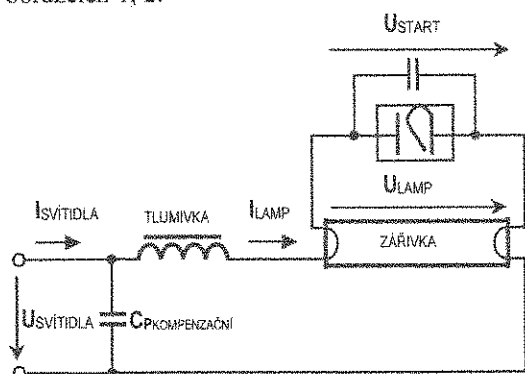 USTART
ULAMP
ISVÍTIDLA
TLUMIVKA
ILAMP
ZÁŘIVKA
USVÍTIDLA
CPKOMPENZAČNÍ